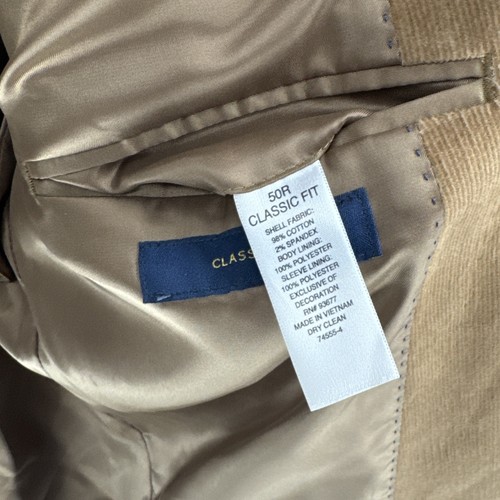 50R
CLASSIC FIT
SHELL FABRIC:
98% COTTON
2% SPANDEX
BODY LINING:
100% POLYESTER
SLEEVE LINING:
100% POLYESTER
EXCLUSIVE OF
DECORATION
RN# 93677
MADE IN VIETNAM
DRY CLEAN
74555-4
CLAS